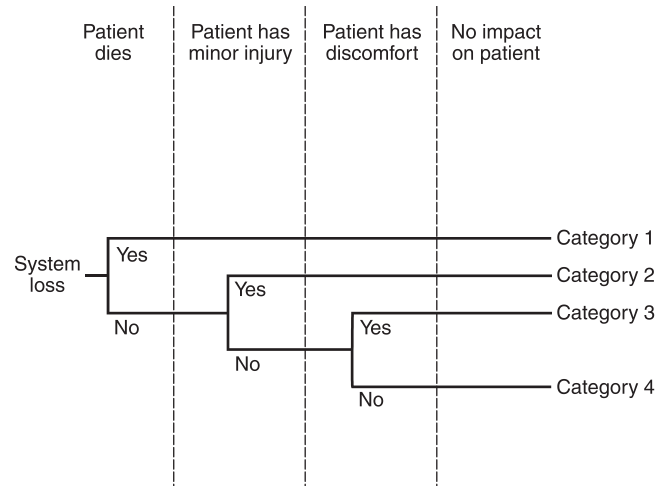 Patient
dies
Patient has
minor injury
Patient has
discomfort
No impact
on patient
System
loss
Yes
No
Yes
No
Yes
No
Category 1
Category 2
Category 3
Category 4